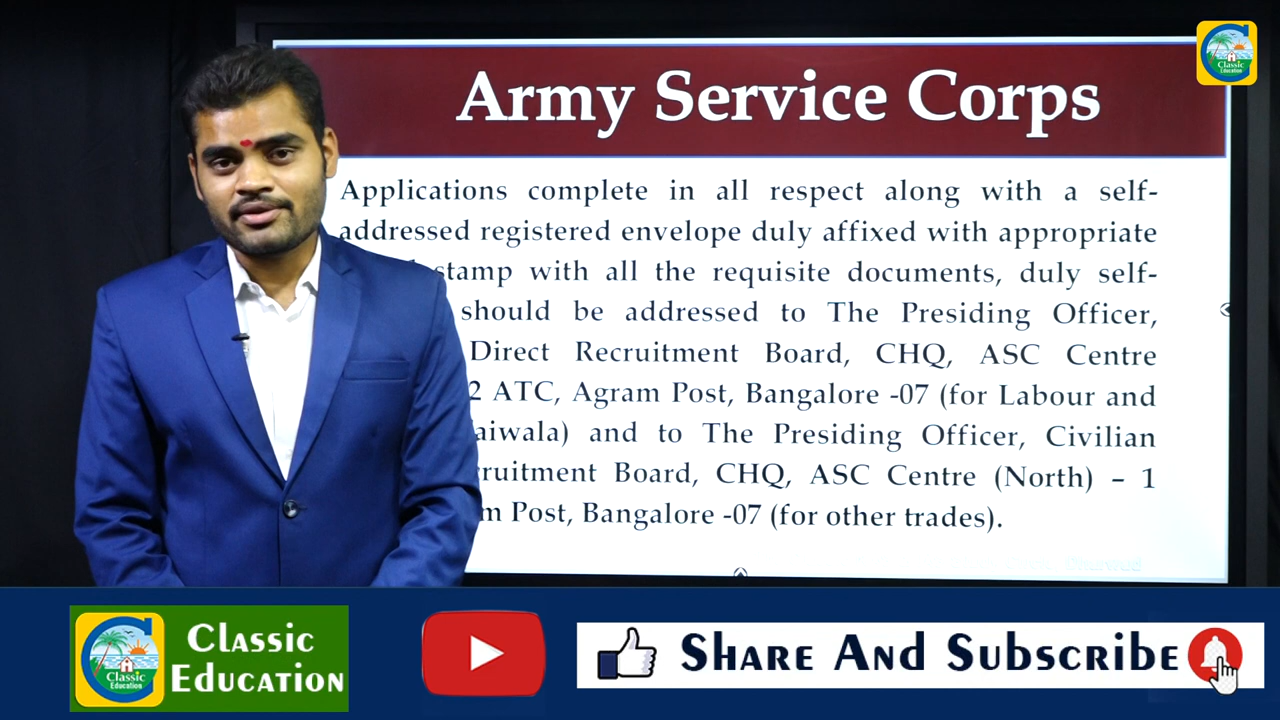 Classic
Education
Army Service Corps
Applications complete in all respect along with a self-
addressed registered envelope duly affixed with appropriate
stamp with all the requisite documents, duly self-
should be addressed to The Presiding Officer,
Direct Recruitment Board, CHQ, ASC Centre
2 ATC, Agram Post, Bangalore -07 (for Labour and
aiwala) and to The Presiding Officer, Civilian
ruitment Board, CHQ, ASC Centre (North) – 1
m Post, Bangalore -07 (for other trades).
Classic
Education
Classic
Education
Share And Subscribe